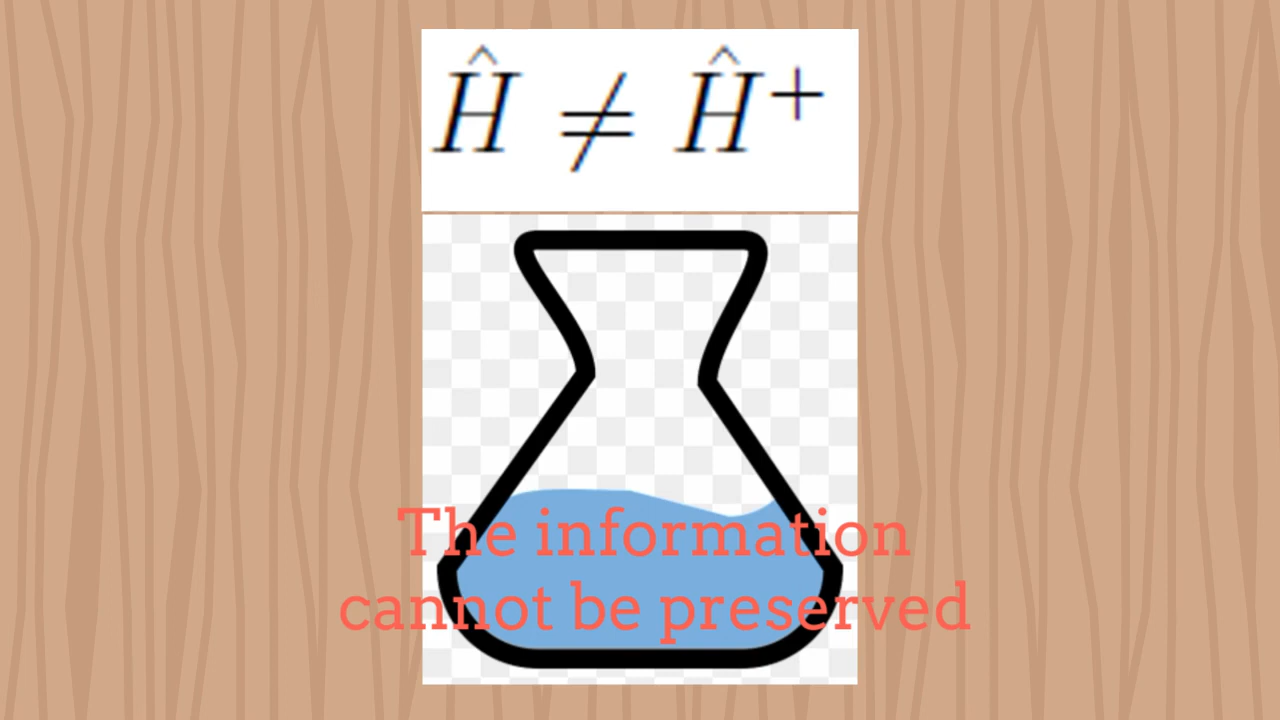 Ĥ ≠ Ĥ⁺
The information
cannot be preserved